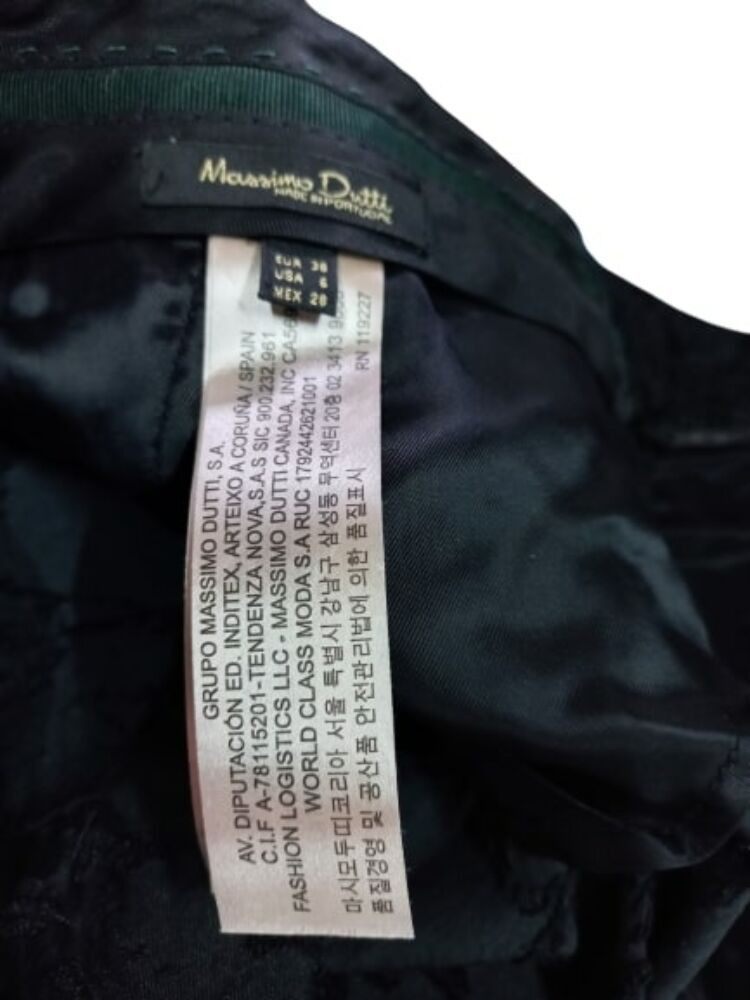 Massimo Dutti
MADE IN PORTUGAL
EUR 38
USA 6
MEX 28
GRUPO MASSIMO DUTTI, S.A.
AV. DIPUTACIÓN ED. INDITEX, ARTEIXO A CORUÑA / SPAIN
C.I.F A-78115201-TENDENZA NOVA,S.A.S SIC 900.232.961
FASHION LOGISTICS LLC - MASSIMO DUTTI CANADA, INC
WORLD CLASS MODA S.A RUC 1792442621001
마시모두띠코리아 서울 특별시 강남구 삼성동 무역센터 20층 02 3413
품질경영 및 공산품 안전관리법에 의한 품질표시
RN 119227